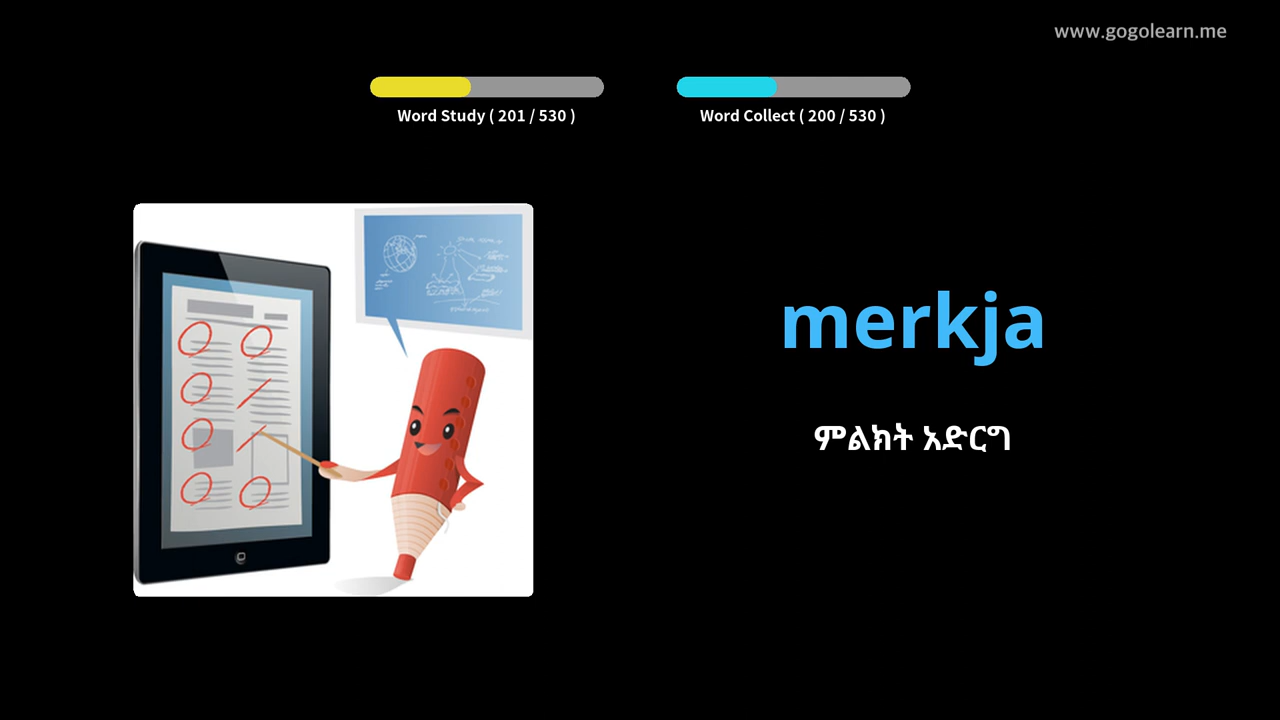 www.gogolearn.me
Word Study ( 201 / 530 )
Word Collect ( 200 / 530 )
merkja
ምልክት አድርግ